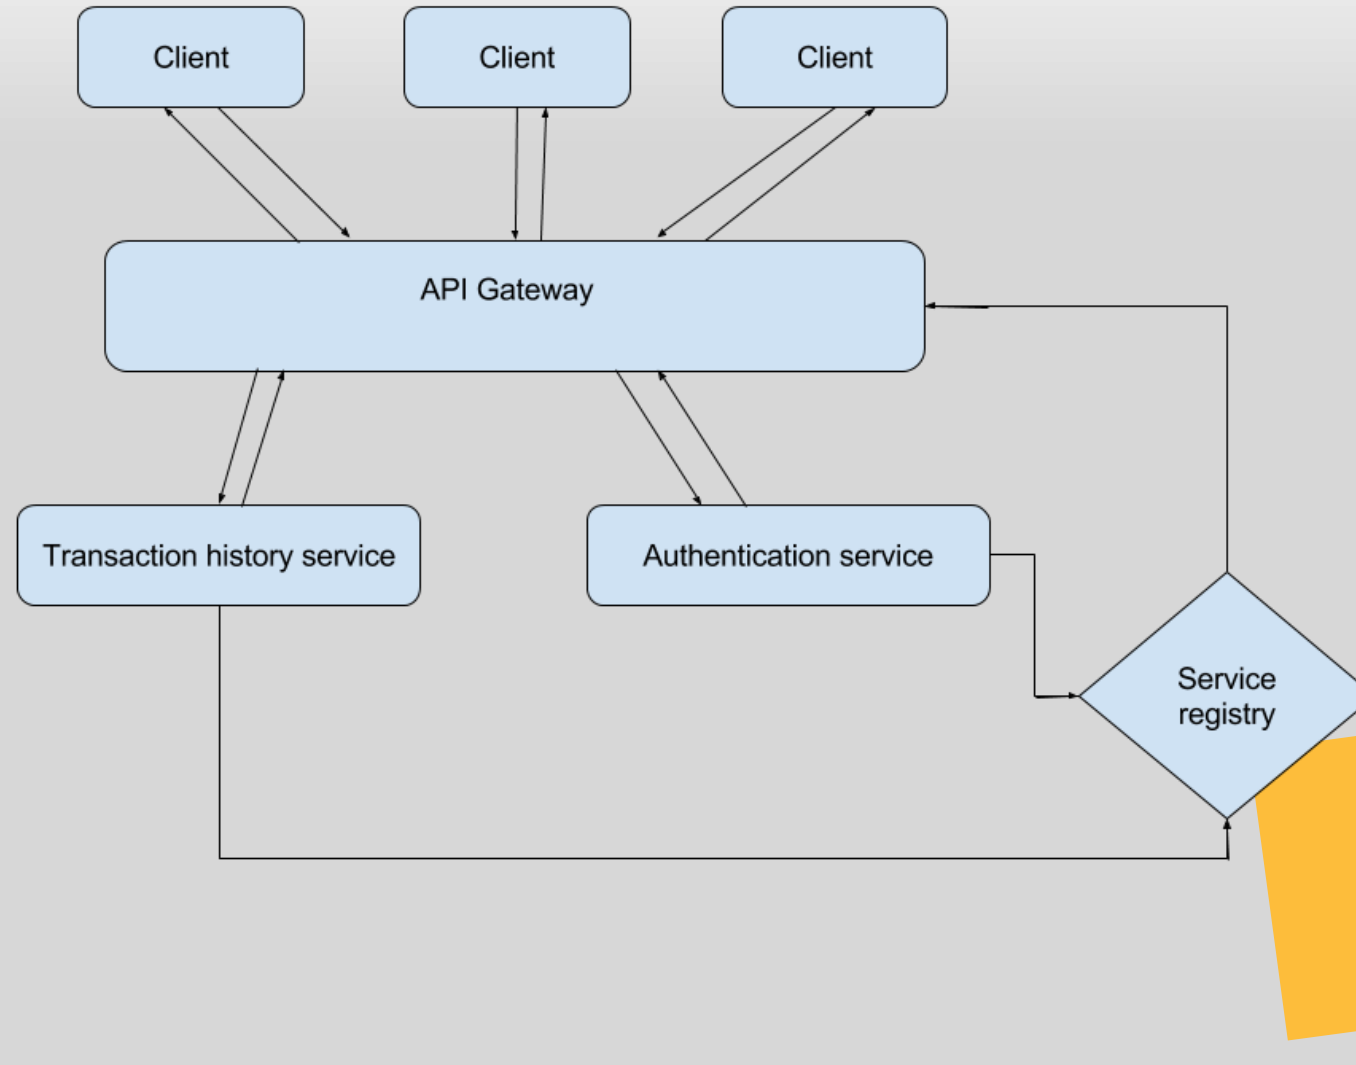 Client
Client
Client
API Gateway
Transaction history service
Authentication service
Service
registry